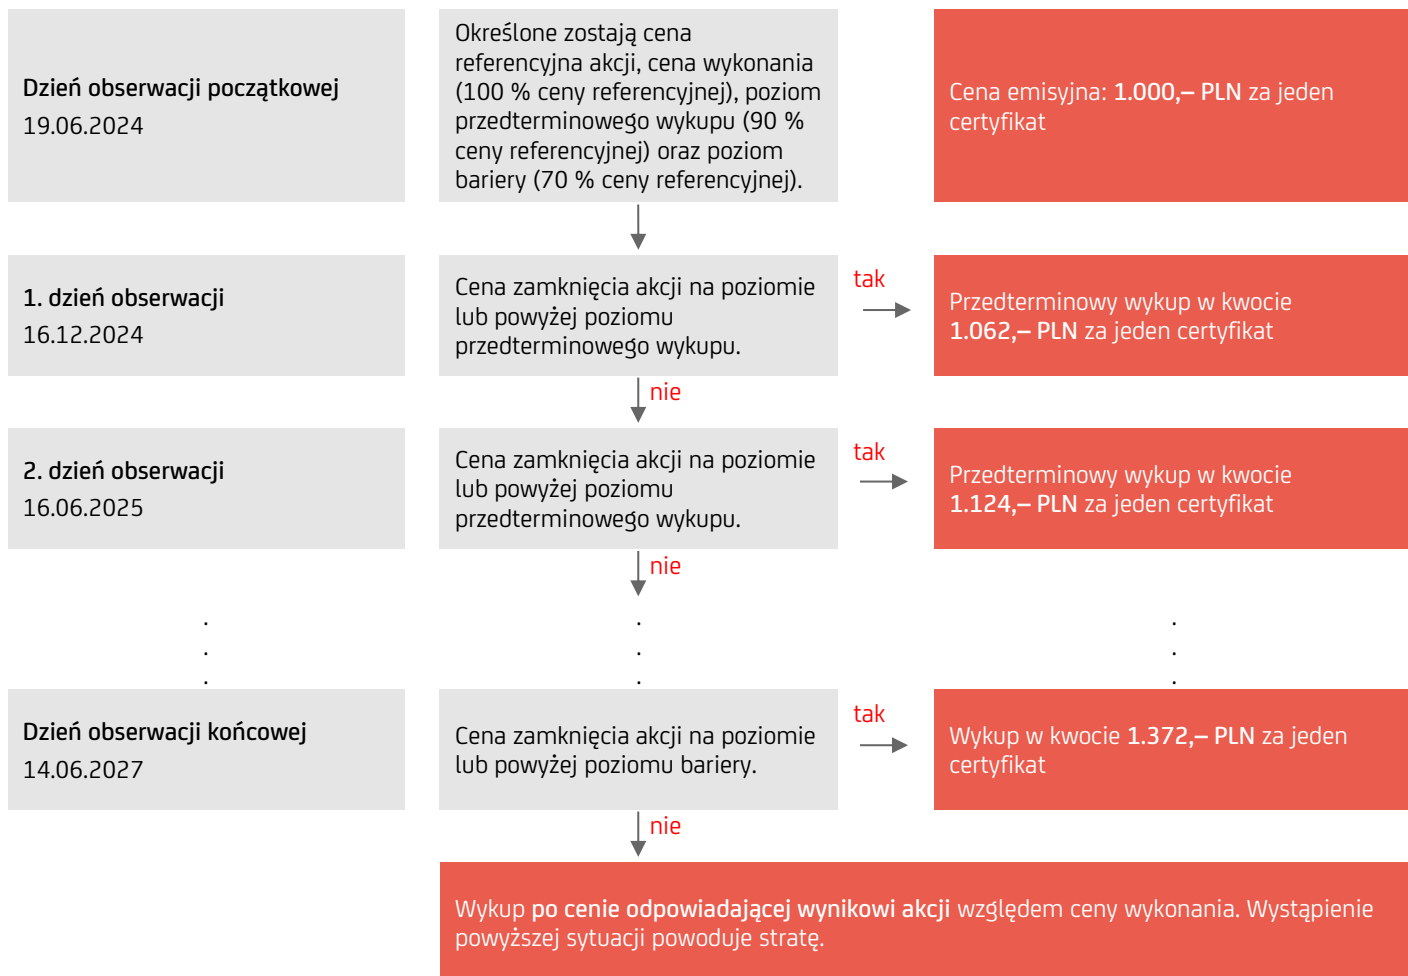 Dzień obserwacji początkowej
19.06.2024
Określone zostają cena
referencyjna akcji, cena wykonania
(100 % ceny referencyjnej), poziom
przedterminowego wykupu (90 %
ceny referencyjnej) oraz poziom
bariery (70 % ceny referencyjnej).
Cena emisyjna: 1.000,– PLN za jeden
certyfikat
1. dzień obserwacji
16.12.2024
Cena zamknięcia akcji na poziomie
lub powyżej poziomu
przedterminowego wykupu.
tak
Przedterminowy wykup w kwocie
1.062,– PLN za jeden certyfikat
nie
2. dzień obserwacji
16.06.2025
Cena zamknięcia akcji na poziomie
lub powyżej poziomu
przedterminowego wykupu.
tak
Przedterminowy wykup w kwocie
1.124,– PLN za jeden certyfikat
nie
. . .
. . .
. . .
Dzień obserwacji końcowej
14.06.2027
Cena zamknięcia akcji na poziomie
lub powyżej poziomu bariery.
tak
Wykup w kwocie 1.372,– PLN za jeden
certyfikat
nie
Wykup po cenie odpowiadającej wynikowi akcji względem ceny wykonania. Wystąpienie
powyższej sytuacji powoduje stratę.